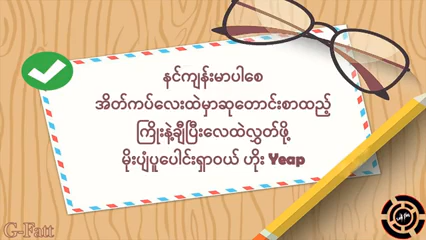 နင်ကျန်းမာပါစေ
အိတ်ကပ်လေးထဲမှာဆုတောင်းစာထည့်
ကြိုးနဲ့ချီပြီးလေထဲလွှတ်ဖို့
မိုးပျံပူပေါင်းရှာဝယ် ဟိုး Yeap
G-Fatt